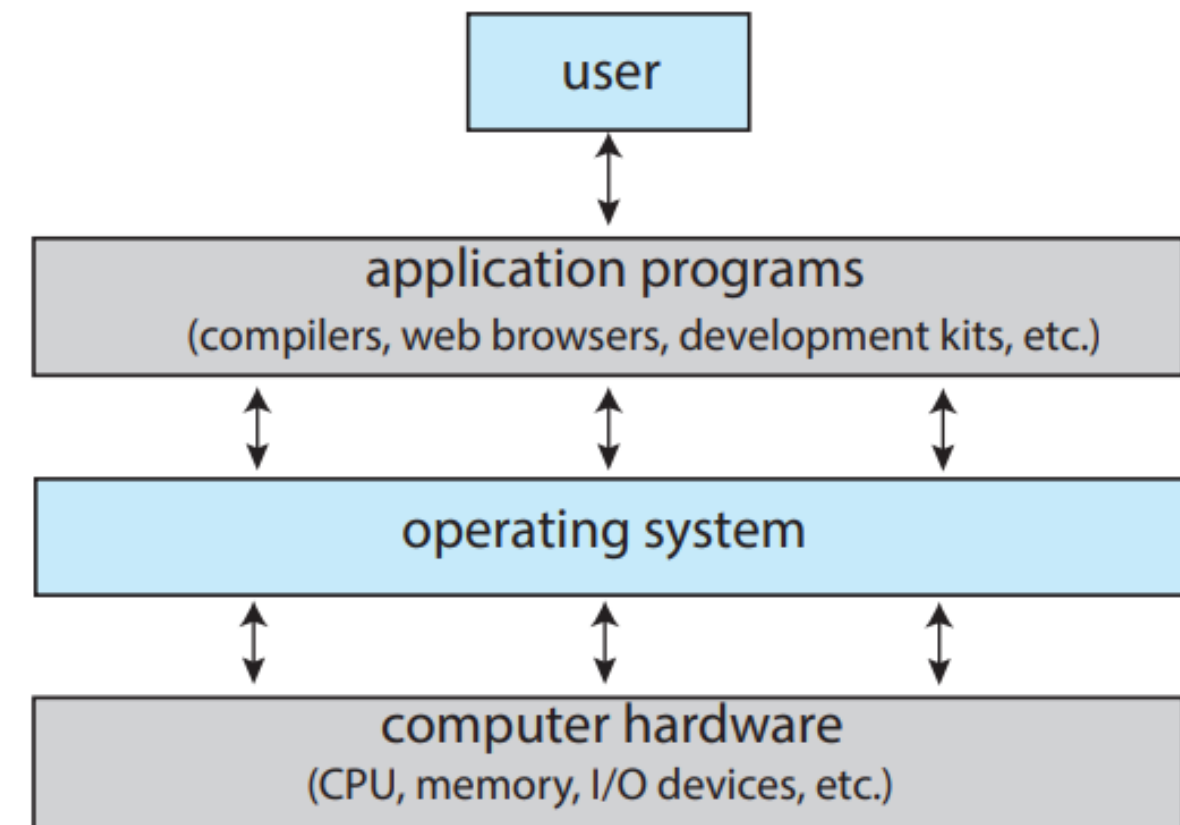 user
application programs
(compilers, web browsers, development kits, etc.)
operating system
computer hardware
(CPU, memory, I/O devices, etc.)